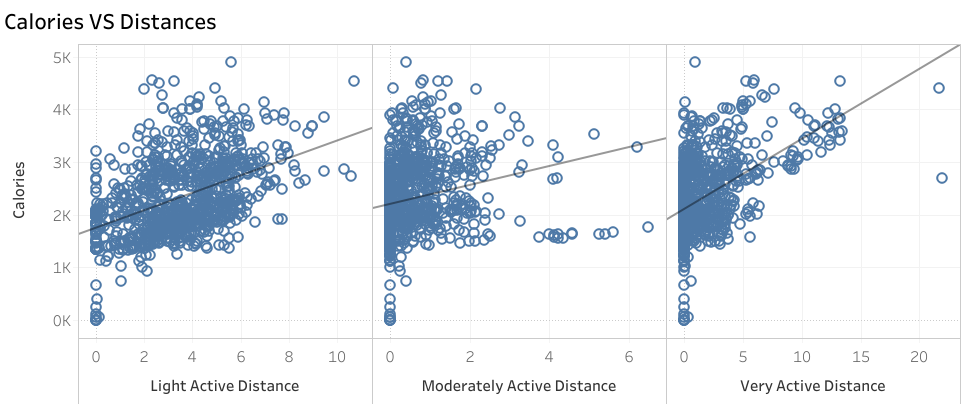 Calories VS Distances
Calories
5K
4K
3K
2K
1K
0K
0 2 4 6 8 10
0 2 4 6
0 5 10 15 20
Light Active Distance
Moderately Active Distance
Very Active Distance